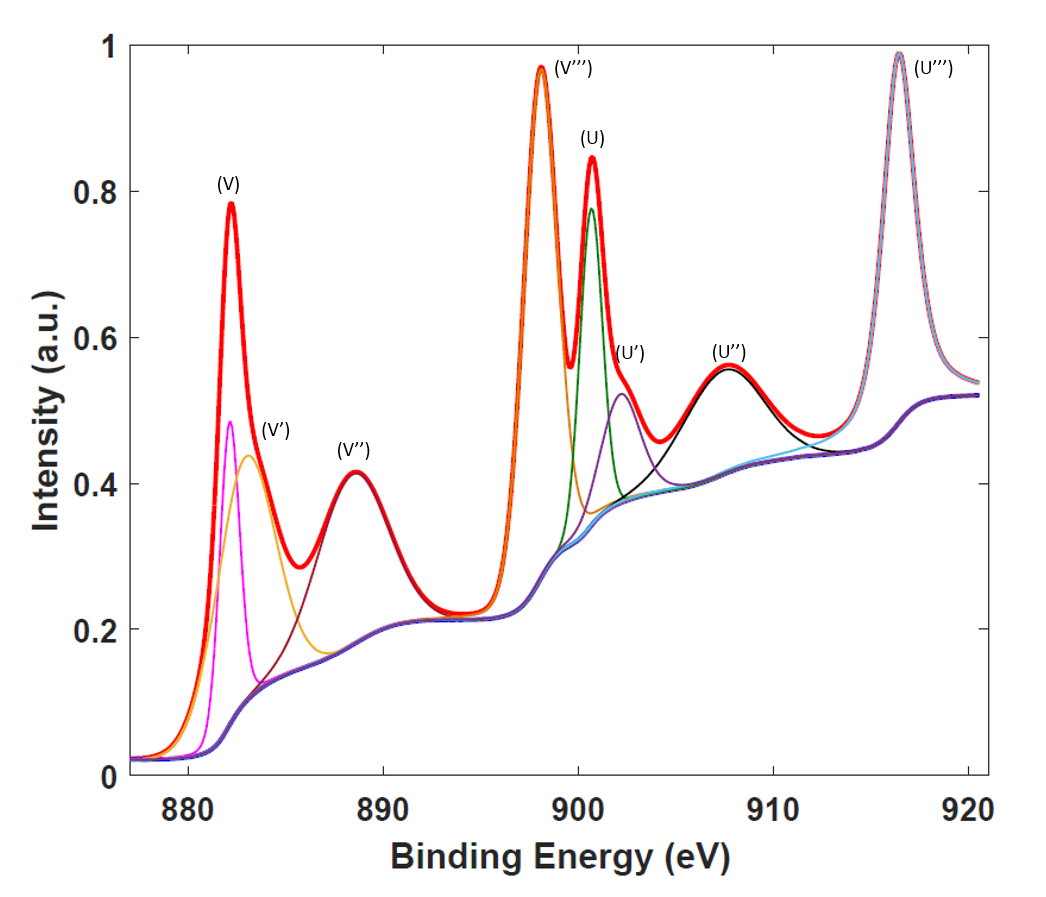 1
(V''')
(U''')
(U)
0.8
(V)
0.6
(U')
(U'')
(V')
(V'')
0.4
0.2
0
880
890
900
910
920
Binding Energy (eV)
Intensity (a.u.)